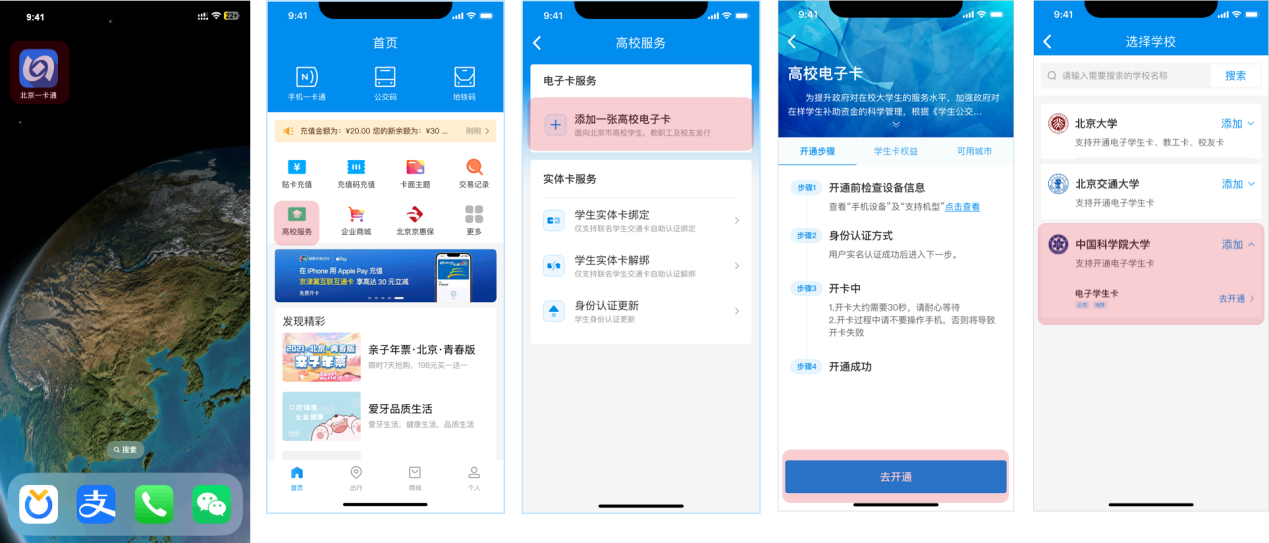 9:41
22+
北京一卡通
搜索
9:41
首页
手机一卡通
公交码
地铁码
充值金额为：¥20.00 您的新余额为：¥30 ...
刚刚
贴卡充值
充值码充值
卡面主题
交易记录
高校服务
企业商城
北京京惠保
更多
Pay
在 iPhone 用 Apple Pay 充值
京津冀互联互通卡 享高达 30 元立减
免费开卡
发现精彩
2021·北京·青春版
亲子年票
亲子年票·北京·青春版
限时7天抢购，198元买一送一
口腔健康
全身健康
爱牙品质生活
爱牙生活，健康生活，品质生活
首页
出行
商城
个人
9:41
高校服务
电子卡服务
添加一张高校电子卡
面向北京市高校学生、教职工及校友发行
实体卡服务
学生实体卡绑定
仅支持联名学生交通卡自助认证绑定
学生实体卡解绑
仅支持联名学生交通卡自助认证解绑
身份认证更新
学生身份认证更新
9:41
高校电子卡
为提升政府对在校大学生的服务水平，加强政府对
在样学生补助资金的科学管理，根据《学生公交...
开通步骤
学生卡权益
可用城市
步骤1
开通前检查设备信息
查看“手机设备”及“支持机型”点击查看
步骤2
身份认证方式
用户实名认证成功后进入下一步。
步骤3
开卡中
1.开卡大约需要30秒，请耐心等待
2.开卡过程中请不要操作手机，否则将导致
开卡失败
步骤4
开通成功
去开通
9:41
选择学校
请输入需要搜索的学校名称
搜索
北京大学
添加
支持开通电子学生卡、教工卡、校友卡
北京交通大学
添加
支持开通电子学生卡
中国科学院大学
添加
支持开通电子学生卡
电子学生卡
公交
地铁
去开通